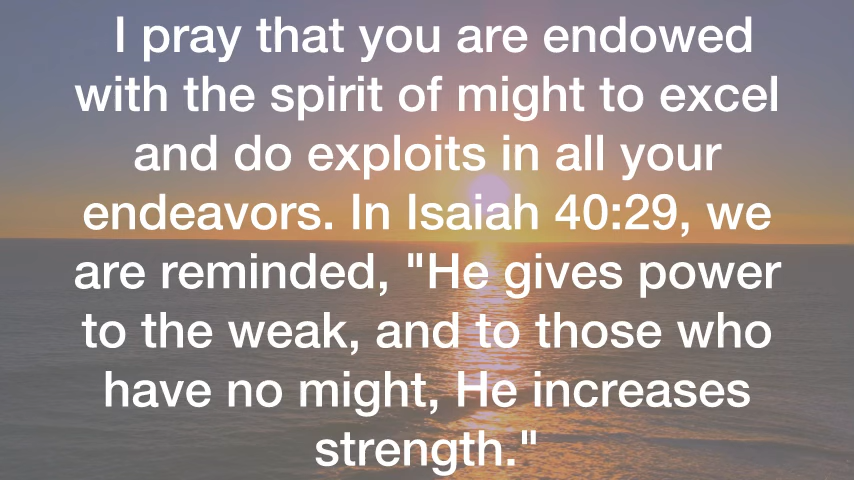 I pray that you are endowed
with the spirit of might to excel
and do exploits in all your
endeavors. In Isaiah 40:29, we
are reminded, "He gives power
to the weak, and to those who
have no might, He increases
strength."